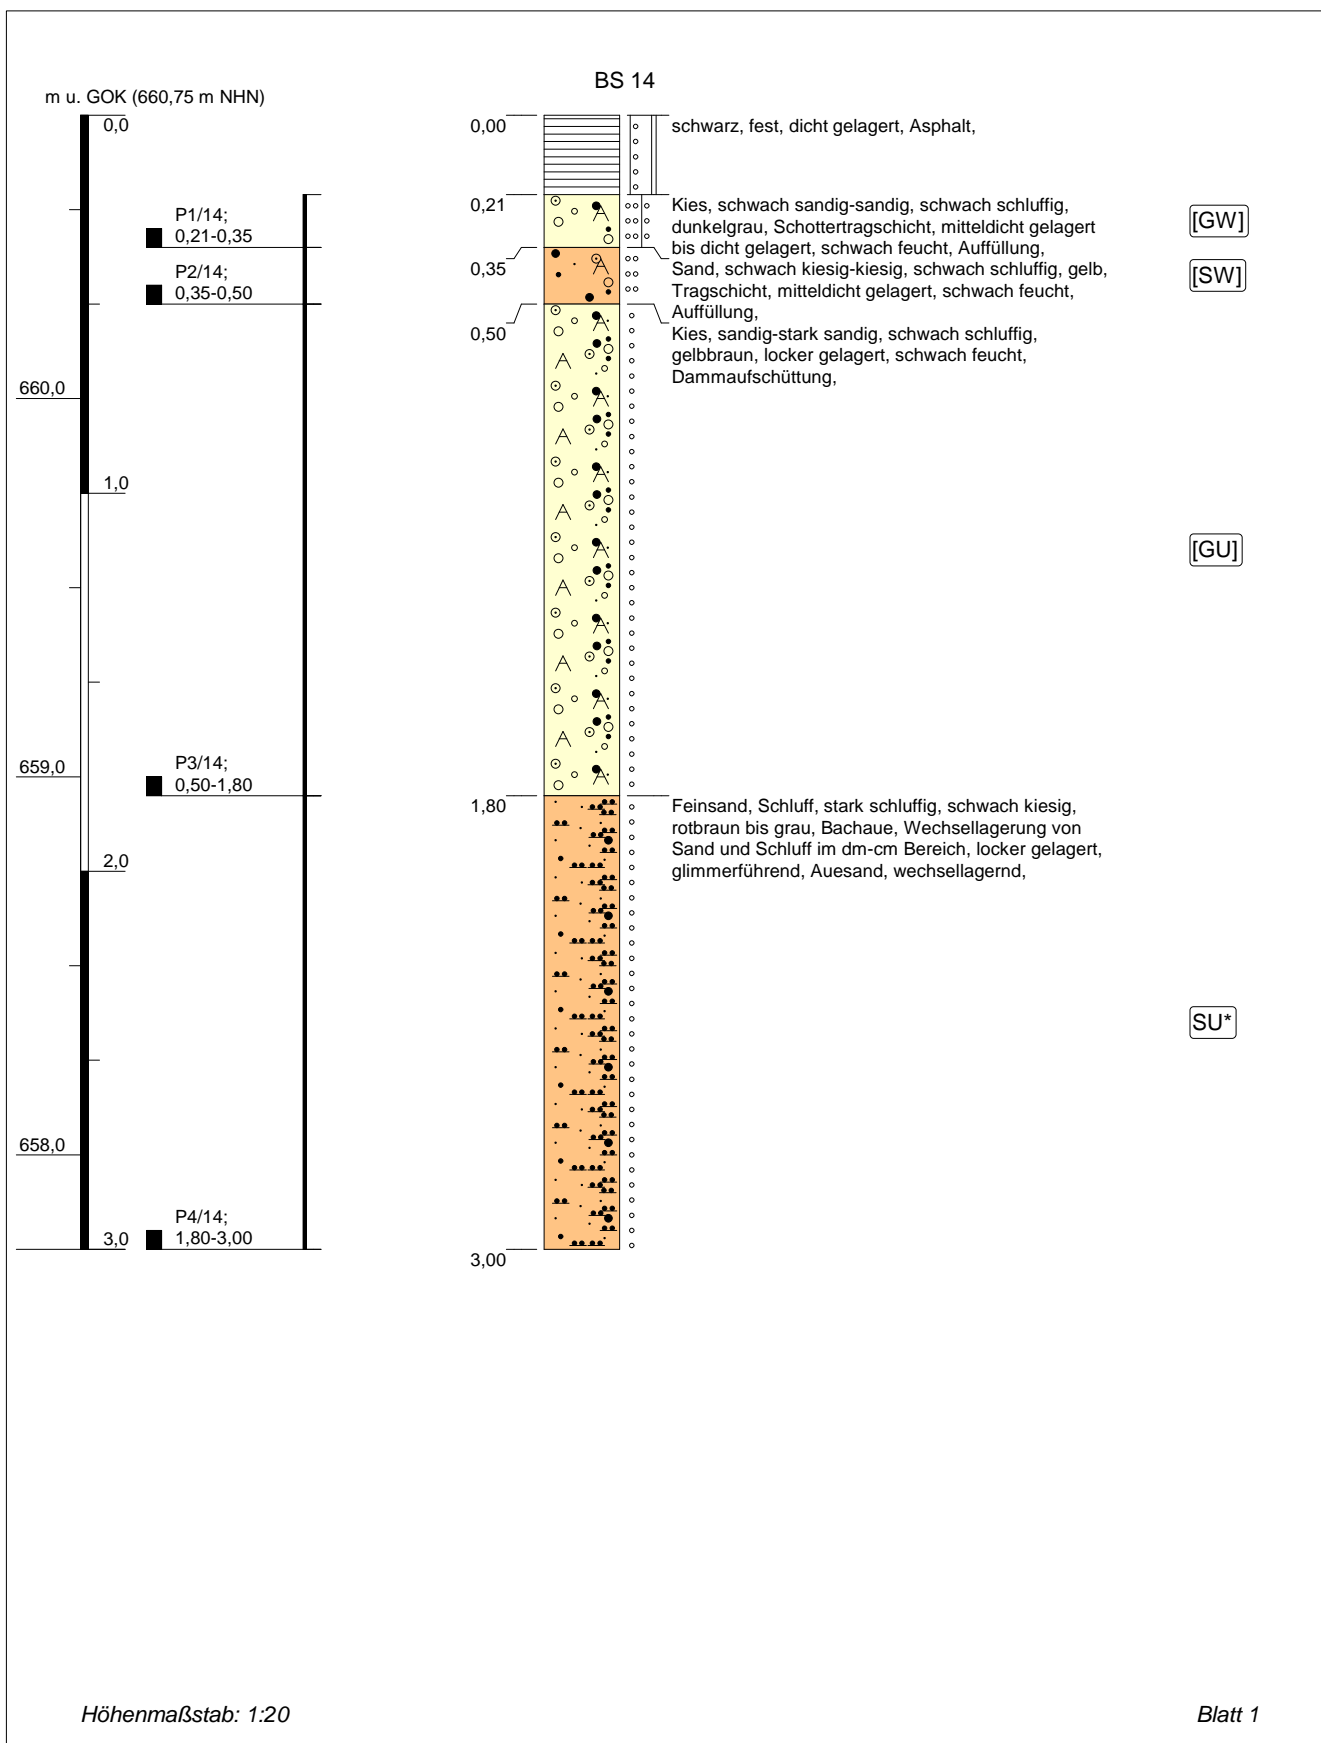 BS 14
m u. GOK (660,75 m NHN)
0,0
0,00
schwarz, fest, dicht gelagert, Asphalt,
P1/14;
0,21-0,35
0,21
Kies, schwach sandig-sandig, schwach schluffig,
dunkelgrau, Schottertragschicht, mitteldicht gelagert
bis dicht gelagert, schwach feucht, Auffüllung,
[GW]
P2/14;
0,35-0,50
0,35
Sand, schwach kiesig-kiesig, schwach schluffig, gelb,
Tragschicht, mitteldicht gelagert, schwach feucht,
Auffüllung,
[SW]
0,50
Kies, sandig-stark sandig, schwach schluffig,
gelbbraun, locker gelagert, schwach feucht,
Dammaufschüttung,
660,0
1,0
[GU]
659,0
P3/14;
0,50-1,80
1,80
Feinsand, Schluff, stark schluffig, schwach kiesig,
rotbraun bis grau, Bachaue, Wechsellagerung von
Sand und Schluff im dm-cm Bereich, locker gelagert,
glimmerführend, Auesand, wechsellagernd,
2,0
SU*
658,0
P4/14;
1,80-3,00
3,0
3,00
Höhenmaßstab: 1:20
Blatt 1